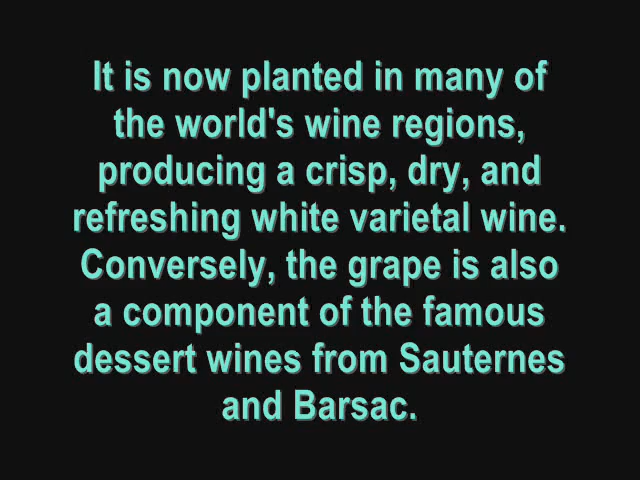 It is now planted in many of
the world's wine regions,
producing a crisp, dry, and
refreshing white varietal wine.
Conversely, the grape is also
a component of the famous
dessert wines from Sauternes
and Barsac.